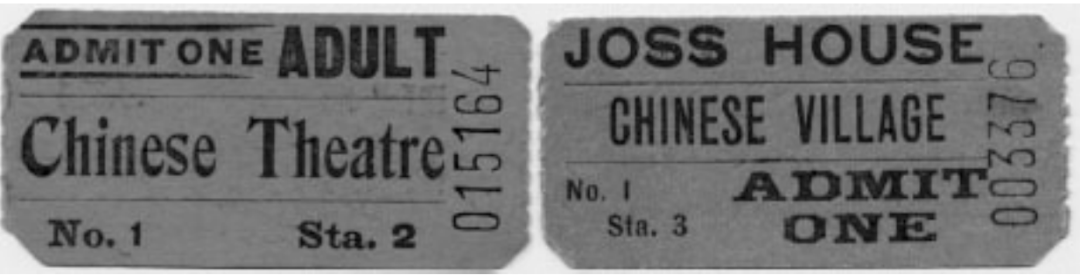 ADMIT ONE ADULT
Chinese Theatre
No. 1 Sta. 2
015164
JOSS HOUSE
CHINESE VILLAGE
No. 1 ADMIT
Sta. 3 ONE
003376